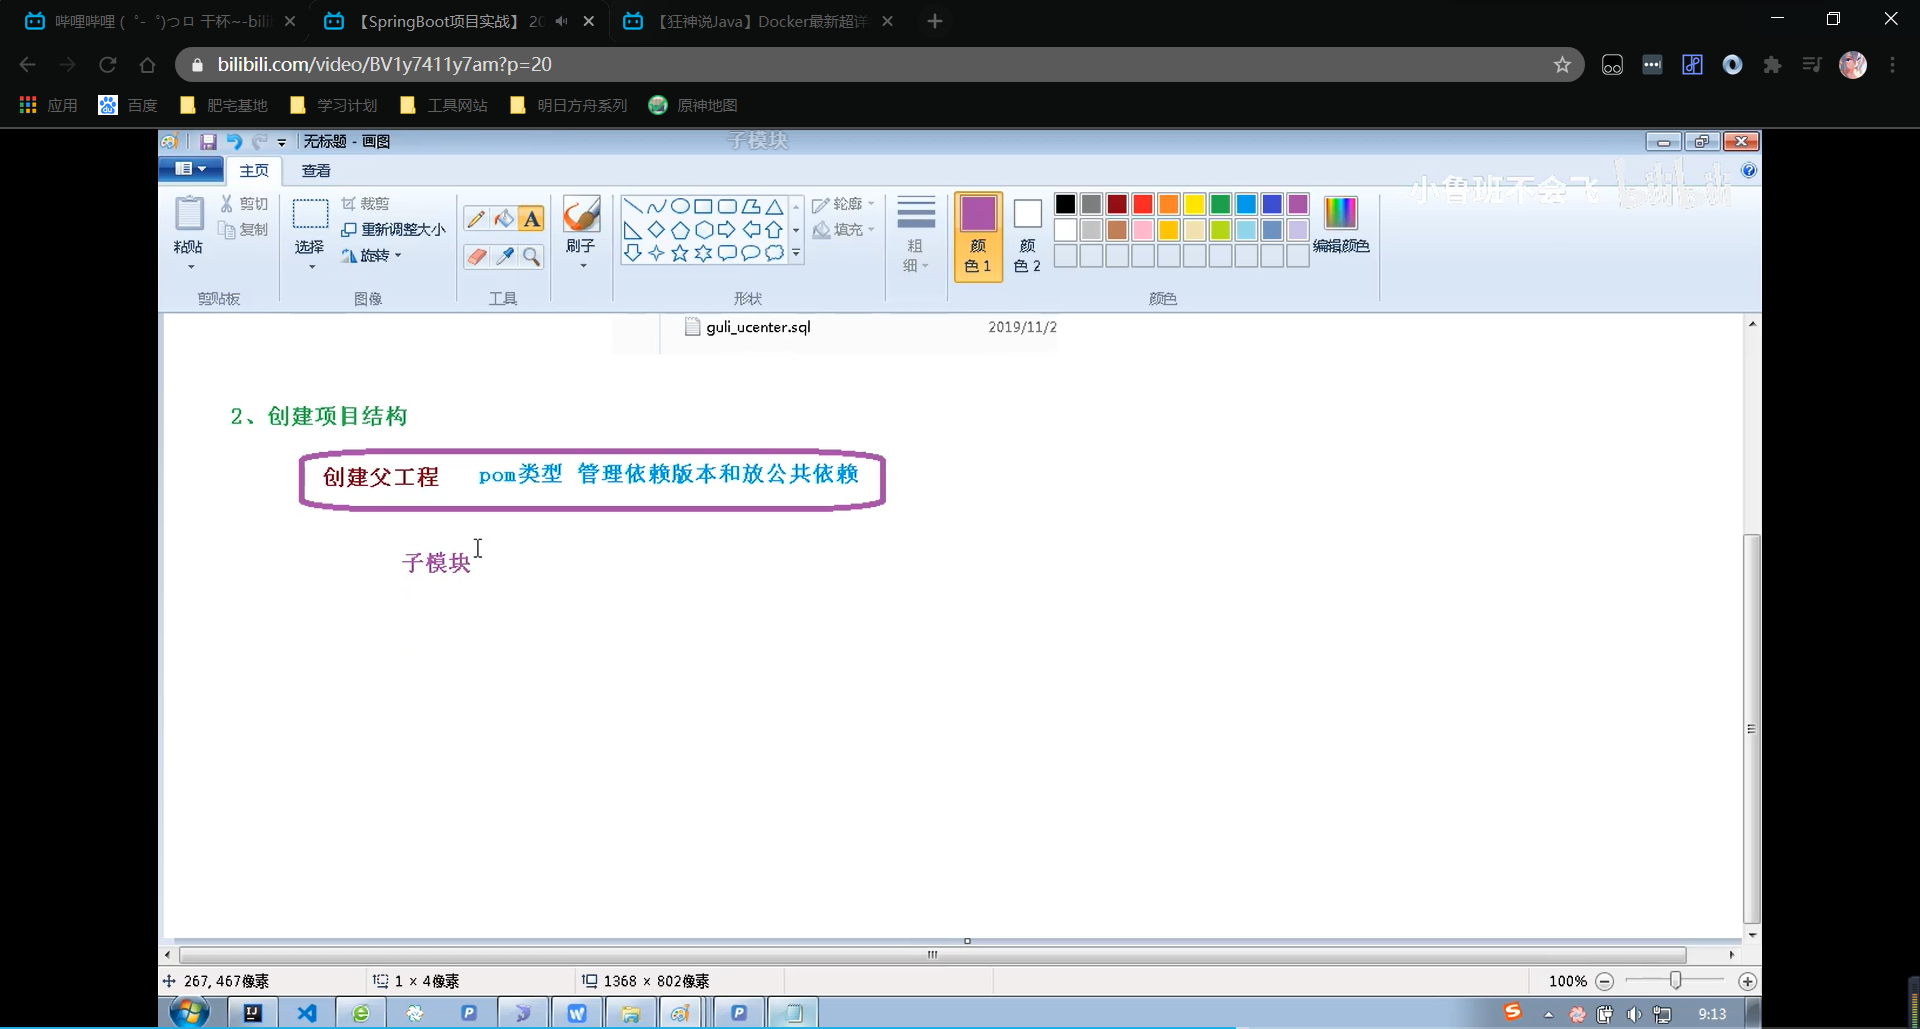 哔哩哔哩 (゜-゜)つロ 干杯~-bili
【SpringBoot项目实战】20
【狂神说Java】Docker最新超详
bilibili.com/video/BV1y7411y7am?p=20
应用 百度 肥宅基地 学习计划 工具网站 明日方舟系列 原神地图
无标题 - 画图
子模块
主页 查看
小鲁班不会飞 bilibili
粘贴 剪切
复制
剪贴板
选择 裁剪
重新调整大小
旋转
图像
A
工具
刷子
轮廓
填充
形状
粗
细
颜
色 1
颜
色 2
编辑颜色
颜色
guli_ucenter.sql 2019/11/2
2、创建项目结构
创建父工程 pom类型 管理依赖版本和放公共依赖
子模块
267, 467像素 1 × 4像素 1368 × 802像素 100%
9:13